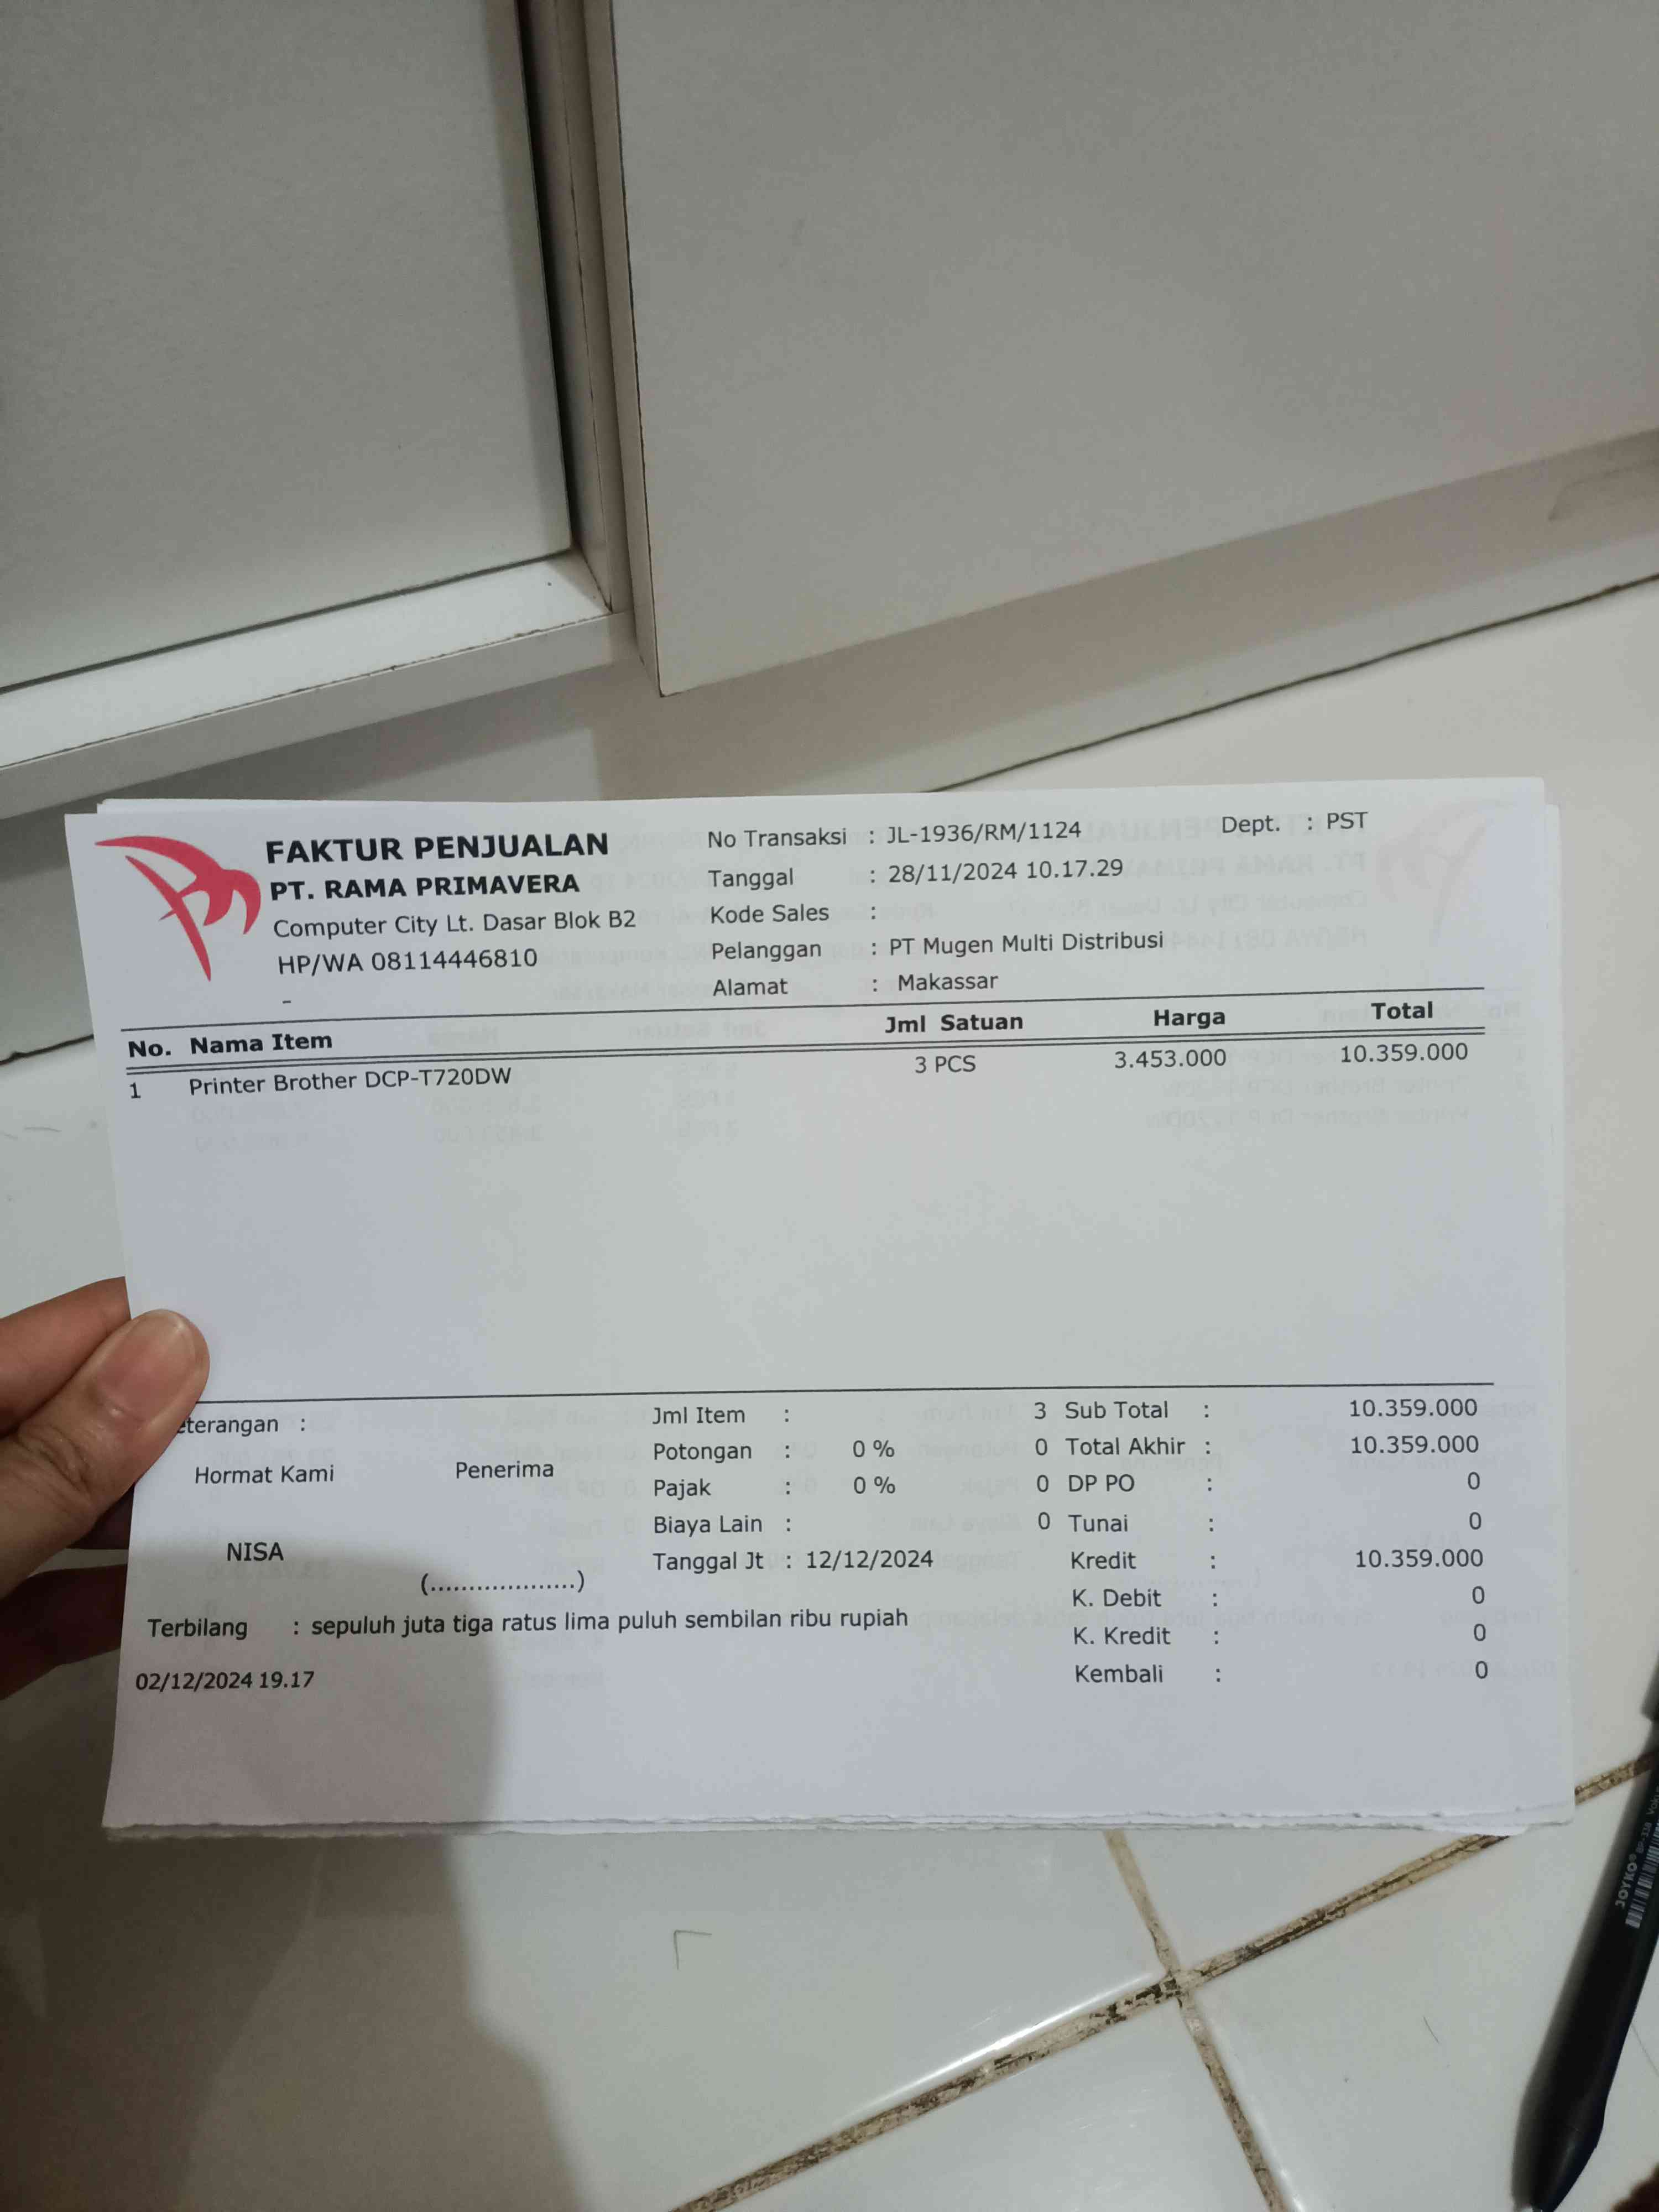 FAKTUR PENJUALAN
PT. RAMA PRIMAVERA
Computer City Lt. Dasar Blok B2
HP/WA 08114446810
-
No Transaksi : JL-1936/RM/1124
Dept. : PST
Tanggal : 28/11/2024 10.17.29
Kode Sales :
Pelanggan : PT Mugen Multi Distribusi
Alamat : Makassar
No. Nama Item Jml Satuan Harga Total
1 Printer Brother DCP-T720DW 3 PCS 3.453.000 10.359.000
eterangan :
Hormat Kami Penerima
NISA
(....................)
Jml Item : 3
Potongan : 0 % 0
Pajak : 0 % 0
Biaya Lain : 0
Tanggal Jt : 12/12/2024
Sub Total : 10.359.000
Total Akhir : 10.359.000
DP PO : 0
Tunai : 0
Kredit : 10.359.000
K. Debit : 0
K. Kredit : 0
Kembali : 0
Terbilang : sepuluh juta tiga ratus lima puluh sembilan ribu rupiah
02/12/2024 19.17
JOYKO